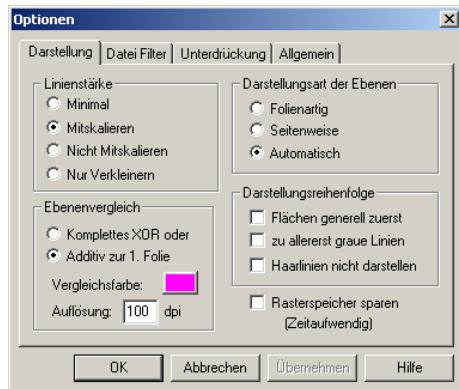 Optionen
Darstellung Datei Filter Unterdrückung Allgemein
Linienstärke
Minimal
Mitskalieren
Nicht Mitskalieren
Nur Verkleinern
Ebenenvergleich
Komplettes XOR oder
Additiv zur 1. Folie
Vergleichsfarbe:
Auflösung: 100 dpi
Darstellungsart der Ebenen
Folienartig
Seitenweise
Automatisch
Darstellungsreihenfolge
Flächen generell zuerst
zu allererst graue Linien
Haarlinien nicht darstellen
Rasterspeicher sparen
(Zeitaufwendig)
OK Abbrechen Übernehmen Hilfe